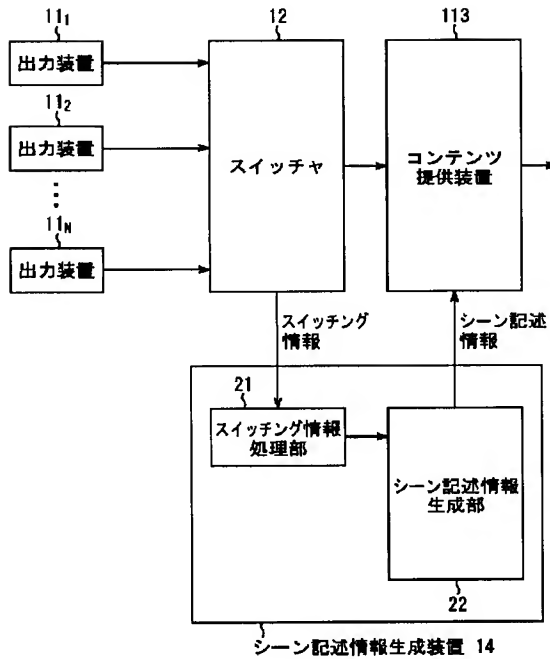 11₁
12
113
出力装置
11₂
出力装置
スイッチャ
コンテンツ
提供装置
11N
出力装置
スイッチング
情報
シーン記述
情報
21
スイッチング情報
処理部
シーン記述情報
生成部
22
シーン記述情報生成装置 14